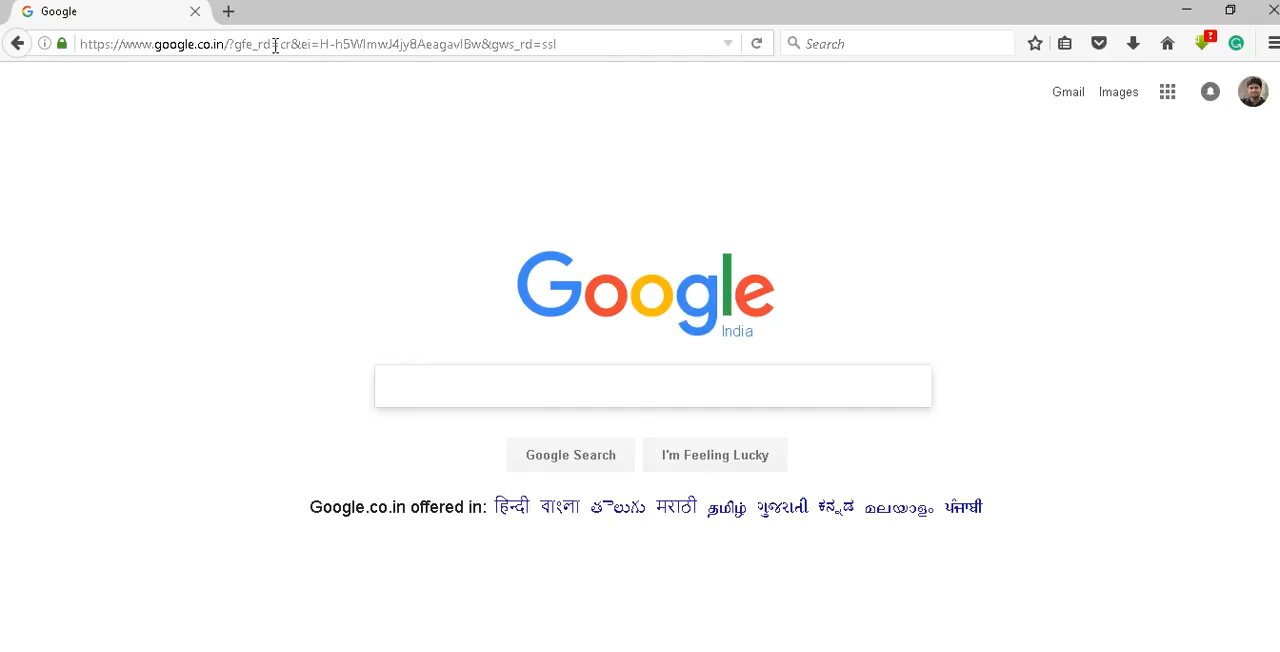 Google
https://www.google.co.in/?gfe_rd=cr&ei=H-h5WImwJ4jy8AeagavIBw&gws_rd=ssl
Search
Gmail Images
Google
India
Google Search I'm Feeling Lucky
Google.co.in offered in: हिन्दी বাংলা తెలుగు मराठी தமிழ் ગુજરાતી ಕನ್ನಡ മലയാളം ਪੰਜਾਬੀ